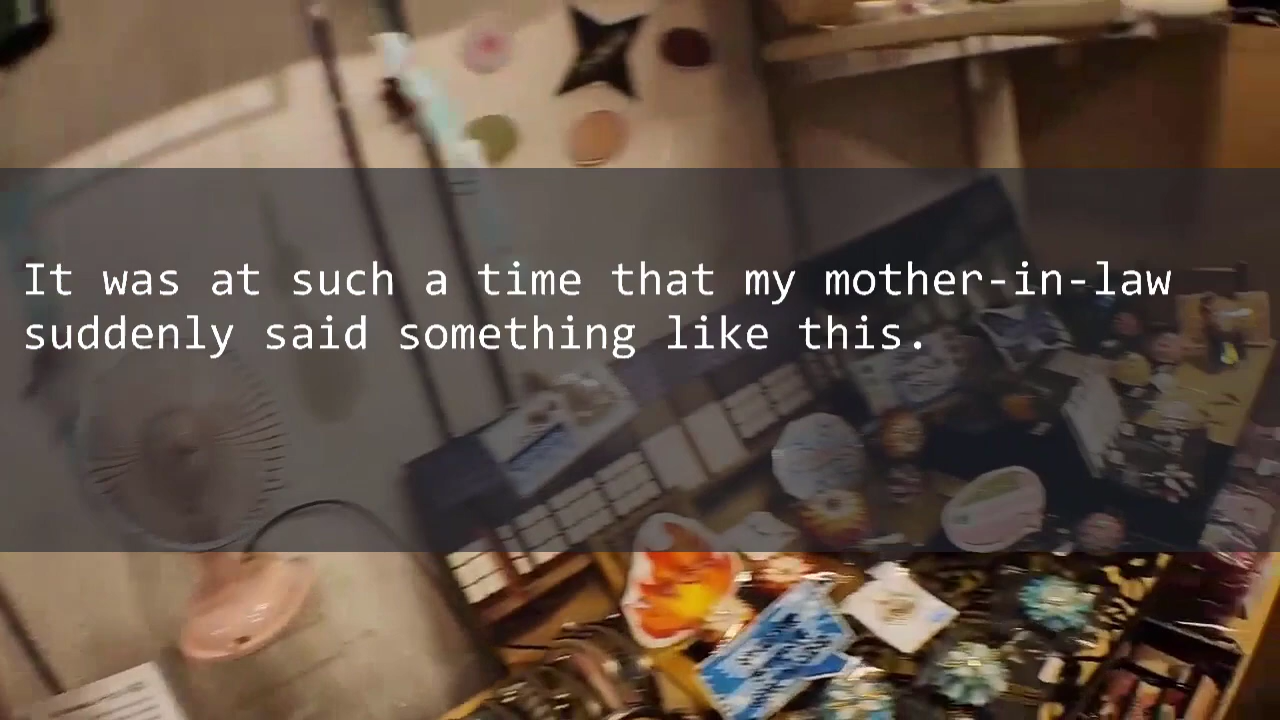 It was at such a time that my mother-in-law
suddenly said something like this.